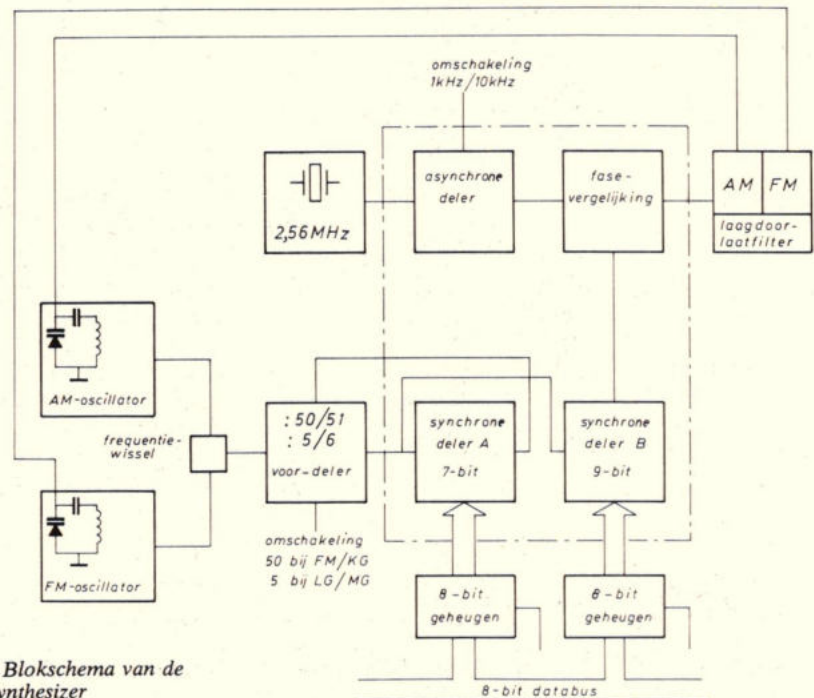 omschakeling
1kHz/10kHz
2,56MHz
asynchrone
deler
fase-
vergelijking
AM
FM
laagdoor-
laatfilter
AM-oscillator
frequentie-
wissel
FM-oscillator
:50/51
:5/6
voor-deler
synchrone
deler A
7-bit
synchrone
deler B
9-bit
omschakeling
50 bij FM/KG
5 bij LG/MG
8-bit.
geheugen
8-bit
geheugen
8-bit databus
Blokschema van de
ynthesizer